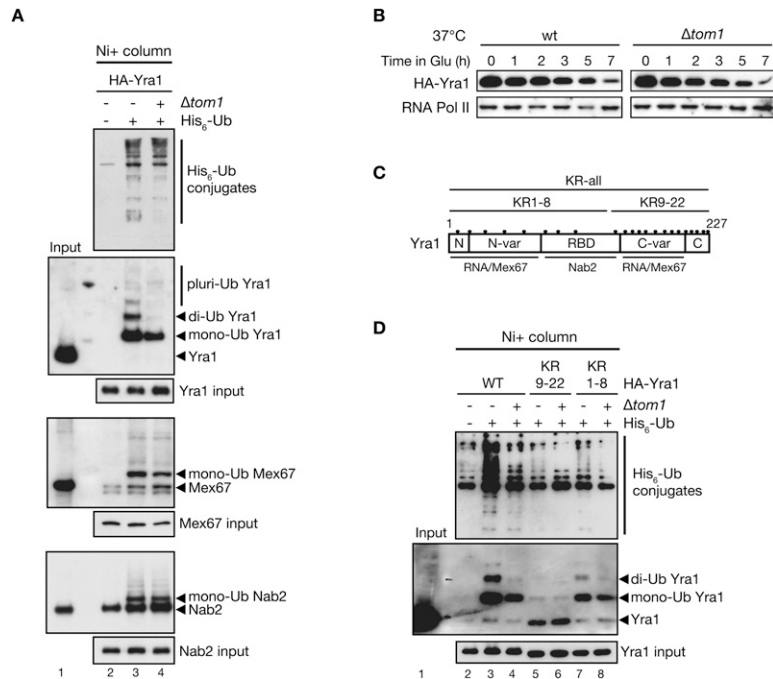 A
Ni+ column
HA-Yra1
- - + Δtom1
- + + His6-Ub
His6-Ub
conjugates
Input
pluri-Ub Yra1
di-Ub Yra1
mono-Ub Yra1
Yra1
Yra1 input
mono-Ub Mex67
Mex67
Mex67 input
mono-Ub Nab2
Nab2
Nab2 input
1 2 3 4
B
37°C wt Δtom1
Time in Glu (h) 0 1 2 3 5 7 0 1 2 3 5 7
HA-Yra1
RNA Pol II
C
KR-all
KR1-8 KR9-22
1 227
Yra1 N N-var RBD C-var C
RNA/Mex67 Nab2 RNA/Mex67
D
Ni+ column
WT KR 9-22 KR 1-8 HA-Yra1
- - + - + - + Δtom1
- + + + + + + His6-Ub
His6-Ub
conjugates
Input
di-Ub Yra1
mono-Ub Yra1
Yra1
Yra1 input
1 2 3 4 5 6 7 8